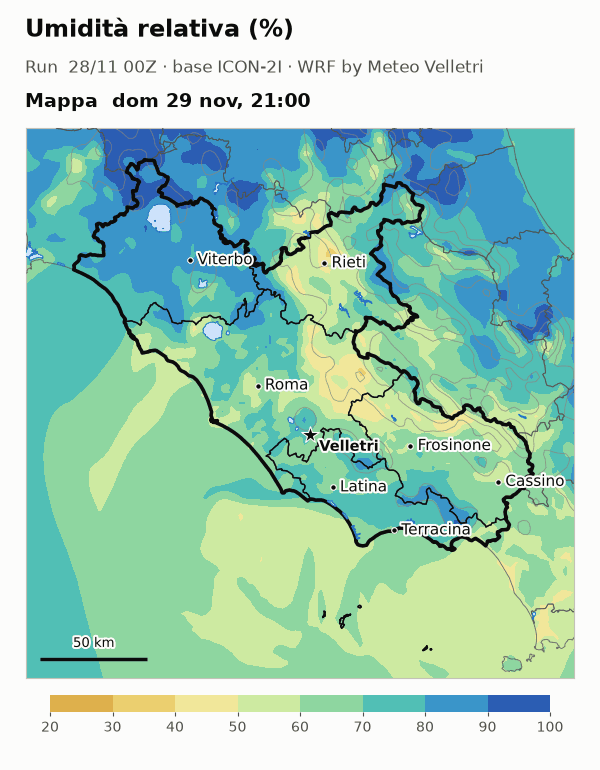 Umidità relativa (%)
Run  28/11 00Z · base ICON-2I · WRF by Meteo Velletri
Mappa  dom 29 nov, 21:00
Viterbo
Rieti
Roma
Velletri
Frosinone
Latina
Cassino
Terracina
50 km
20 30 40 50 60 70 80 90 100